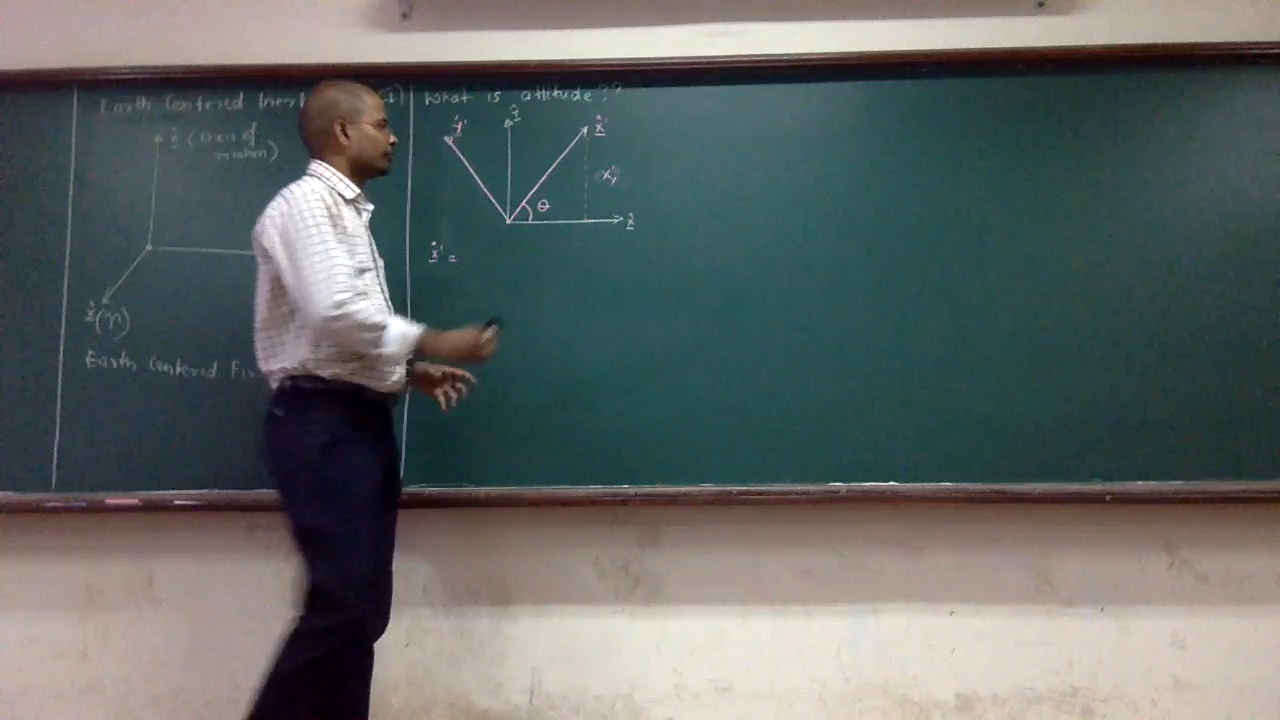 Earth Centered Inert
ẑ (Axis of
rotation)
x̂(♈)
Earth Centered Fix
What is attitude??
ŷ' ŷ x̂'
θ
x̂
x̂' =